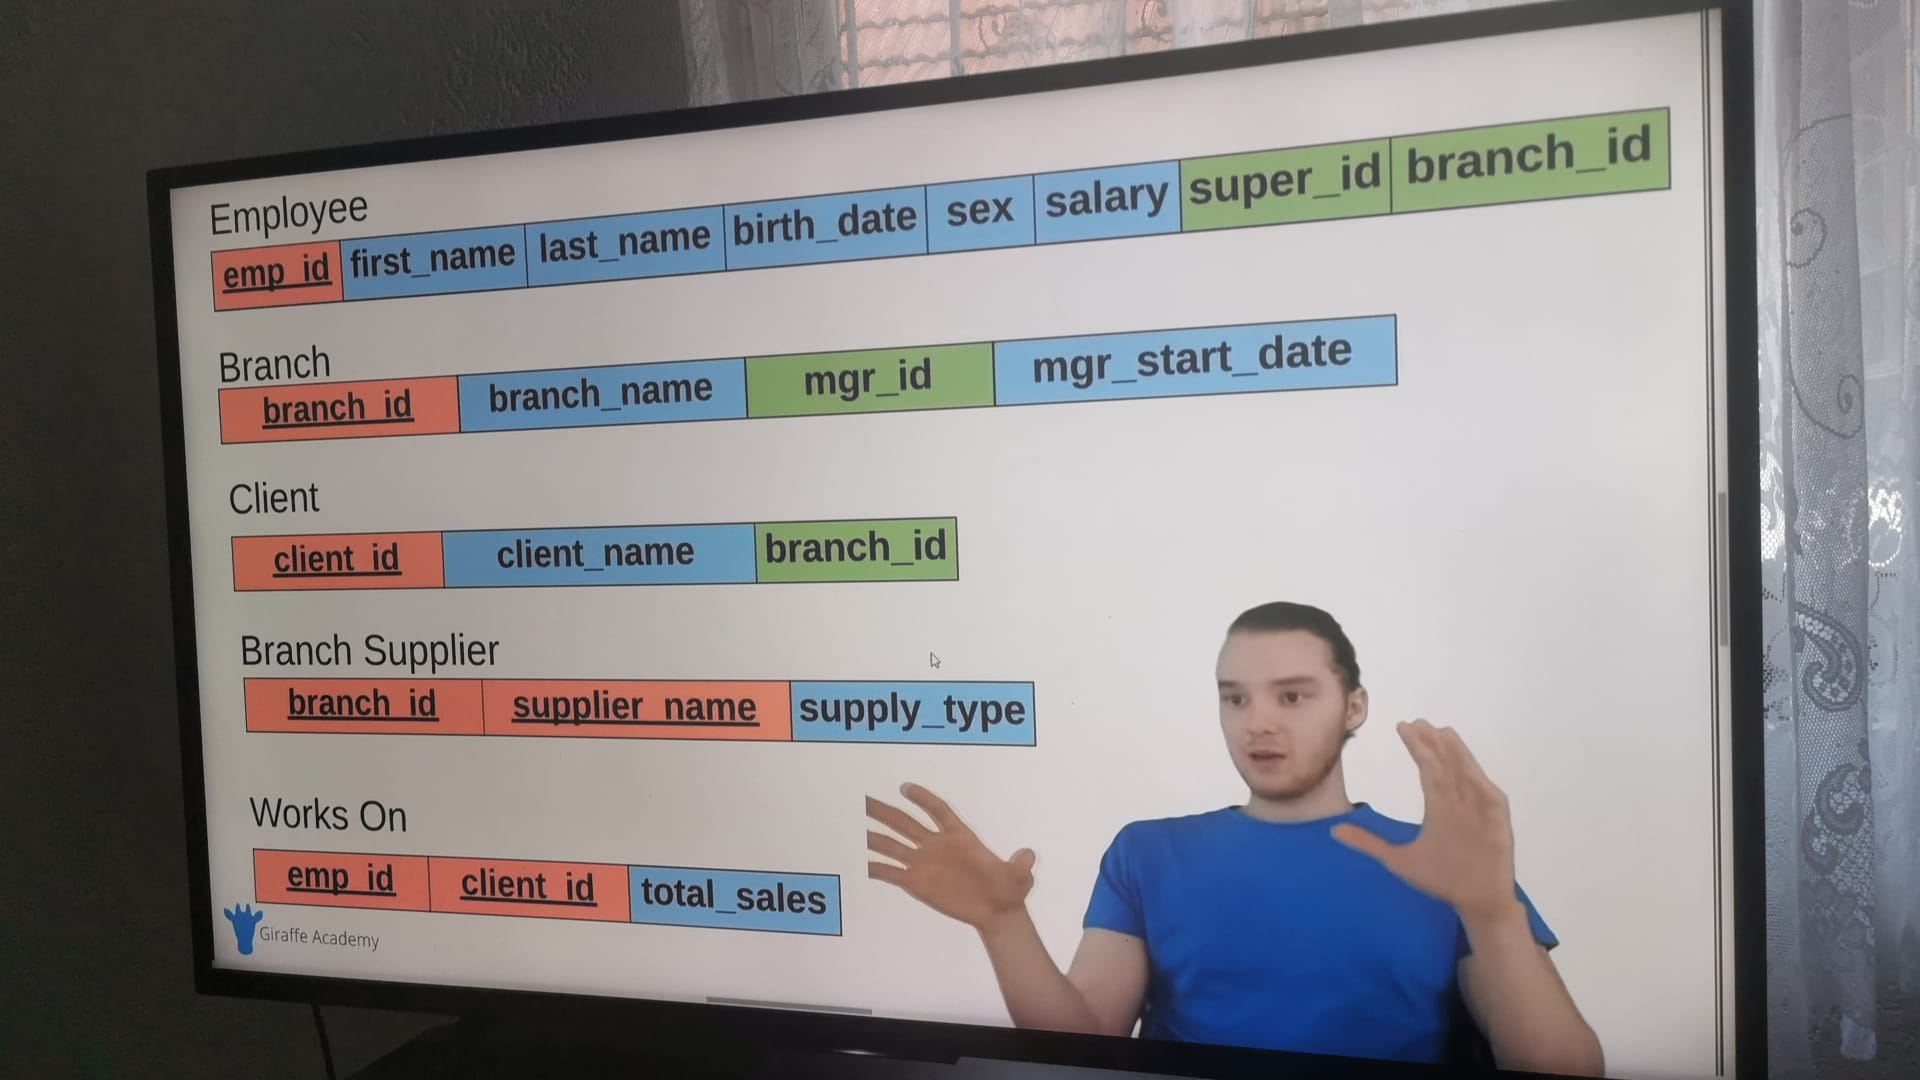 Employee
emp_id first_name last_name birth_date sex salary super_id branch_id
Branch
branch_id branch_name mgr_id mgr_start_date
Client
client_id client_name branch_id
Branch Supplier
branch_id supplier_name supply_type
Works On
emp_id client_id total_sales
Giraffe Academy